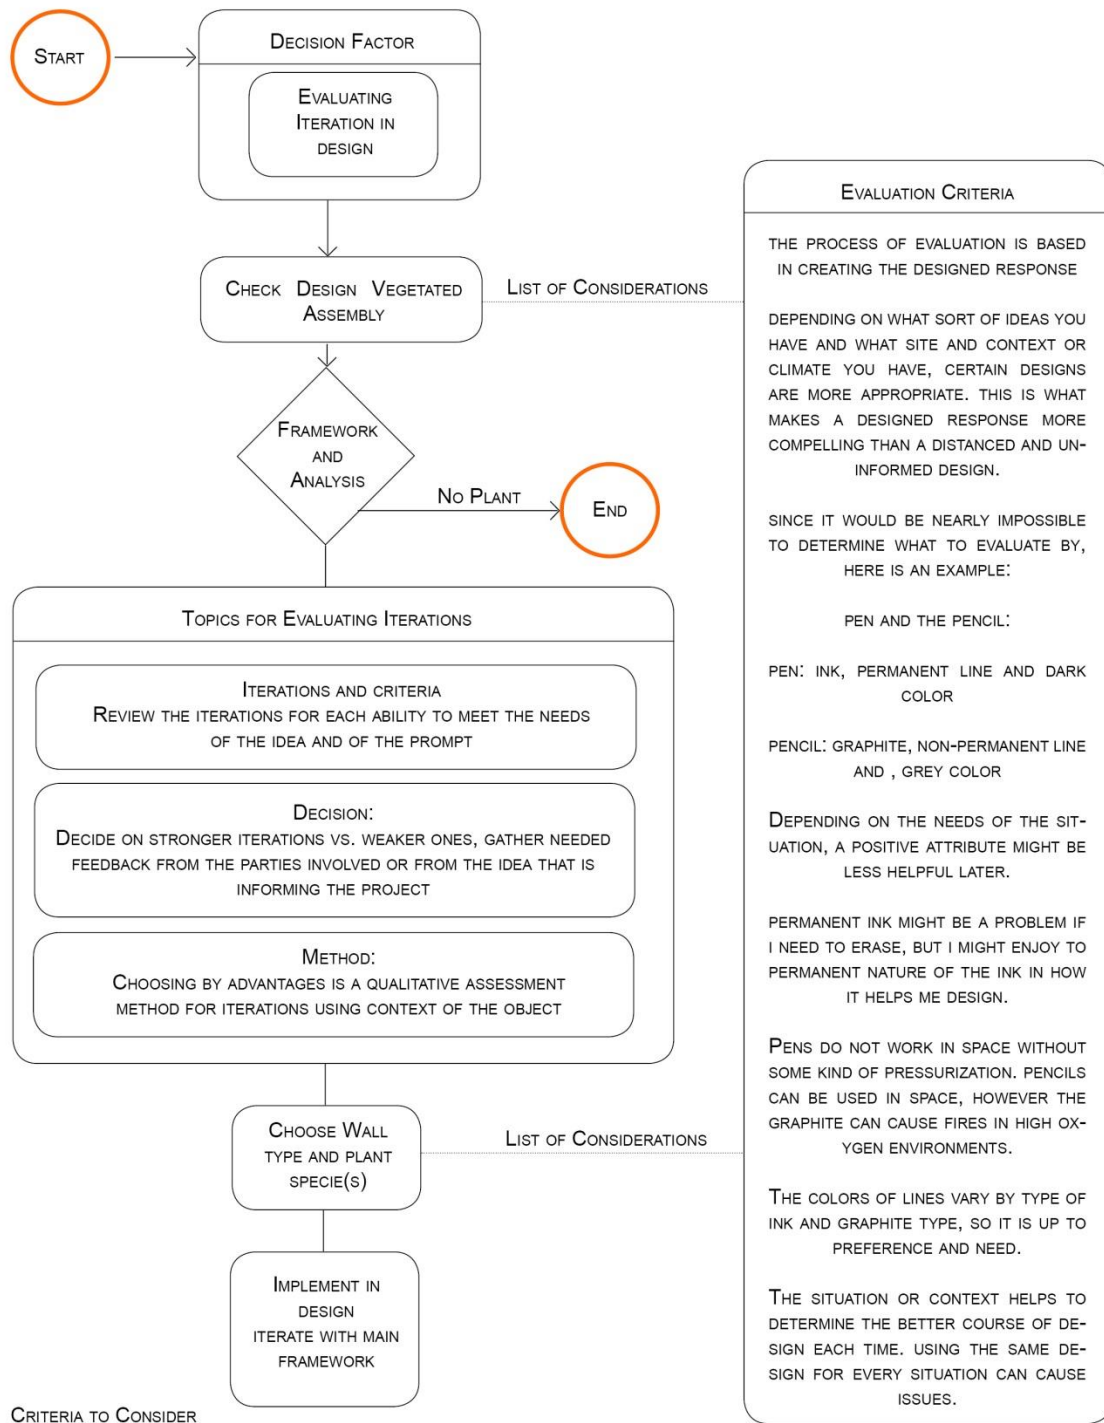 Start
Decision Factor
Evaluating
Iteration in
design
Check Design Vegetated
Assembly
List of Considerations
Framework
and
Analysis
No Plant
End
Topics for Evaluating Iterations
Iterations and criteria
Review the iterations for each ability to meet the needs
of the idea and of the prompt
Decision:
Decide on stronger iterations vs. weaker ones, gather needed
feedback from the parties involved or from the idea that is
informing the project
Method:
Choosing by advantages is a qualitative assessment
method for iterations using context of the object
Choose Wall
type and plant
specie(s)
List of Considerations
Implement in
design
iterate with main
framework
Criteria to Consider
Evaluation Criteria
the process of evaluation is based
in creating the designed response
depending on what sort of ideas you
have and what site and context or
climate you have, certain designs
are more appropriate. this is what
makes a designed response more
compelling than a distanced and un-
informed design.
since it would be nearly impossible
to determine what to evaluate by,
here is an example:
pen and the pencil:
pen: ink, permanent line and dark
color
pencil: graphite, non-permanent line
and , grey color
Depending on the needs of the sit-
uation, a positive attribute might be
less helpful later.
permanent ink might be a problem if
i need to erase, but i might enjoy to
permanent nature of the ink in how
it helps me design.
Pens do not work in space without
some kind of pressurization. pencils
can be used in space, however the
graphite can cause fires in high ox-
ygen environments.
The colors of lines vary by type of
ink and graphite type, so it is up to
preference and need.
The situation or context helps to
determine the better course of de-
sign each time. using the same de-
sign for every situation can cause
issues.